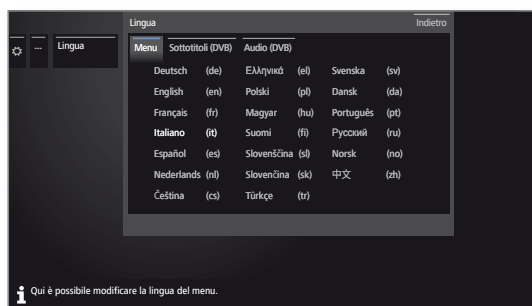 Lingua Indietro
... Lingua
Menu Sottotitoli (DVB) Audio (DVB)
Deutsch (de) Ελληνικά (el) Svenska (sv)
English (en) Polski (pl) Dansk (da)
Français (fr) Magyar (hu) Português (pt)
Italiano (it) Suomi (fi) Русский (ru)
Español (es) Slovenščina (sl) Norsk (no)
Nederlands (nl) Slovenčina (sk) 中文 (zh)
Čeština (cs) Türkçe (tr)
Qui è possibile modificare la lingua del menu.